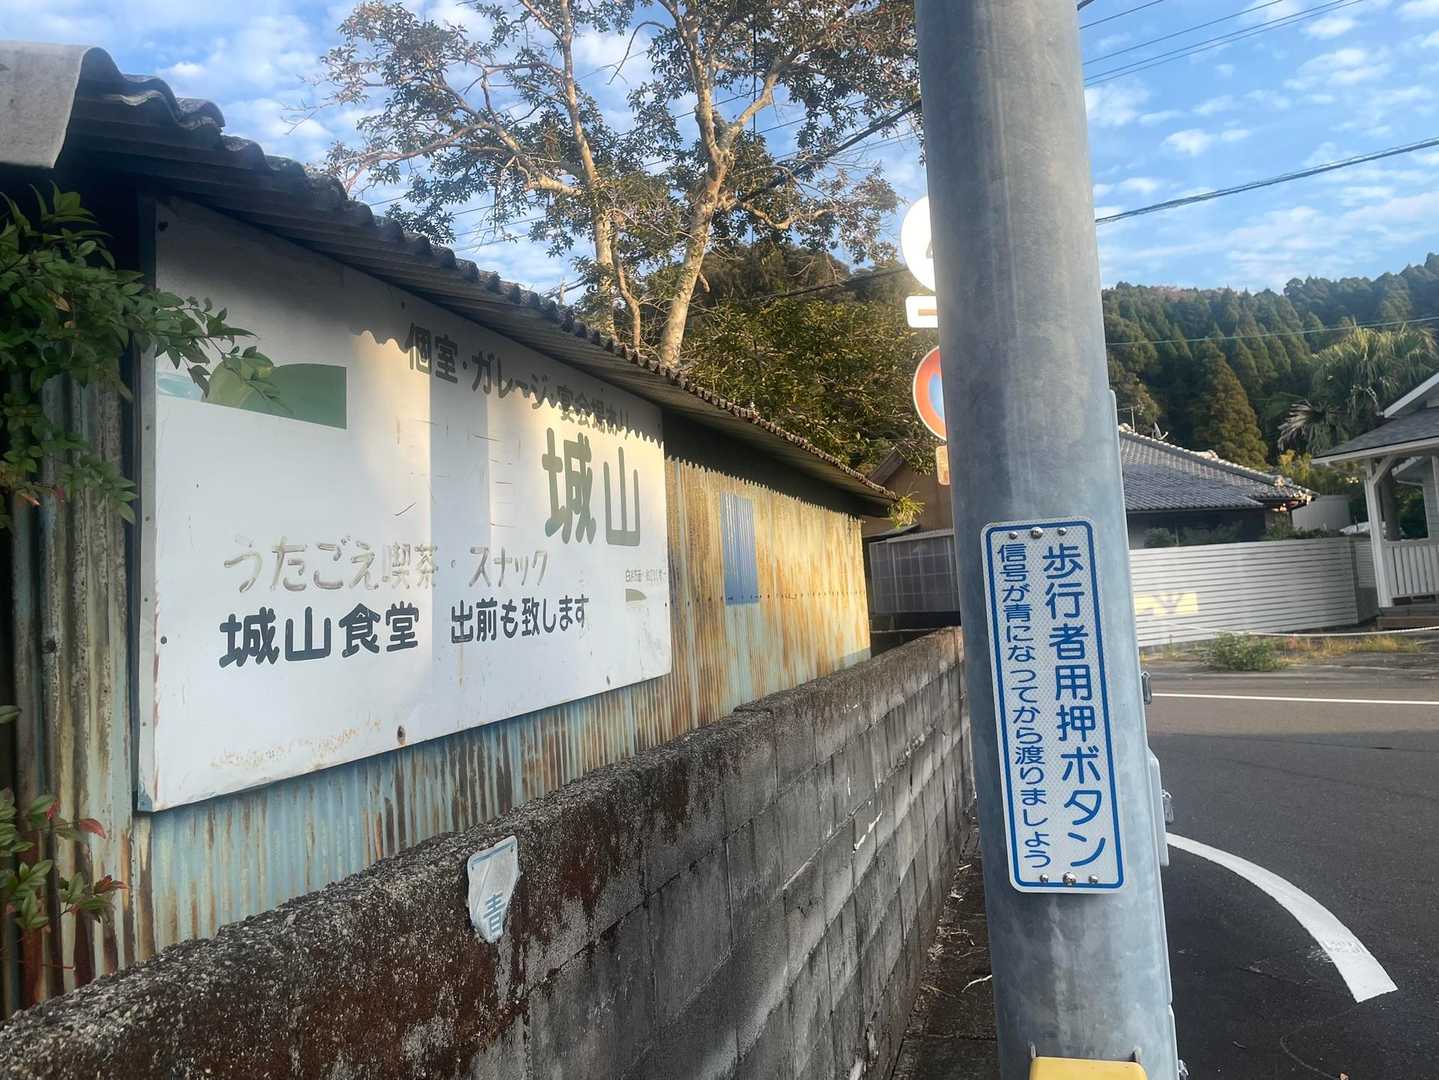 個室・ガレージ・宴会場あり
城山
うたごえ喫茶・スナック
城山食堂 出前も致します
青
歩行者用押ボタン
信号が青になってから渡りましょう